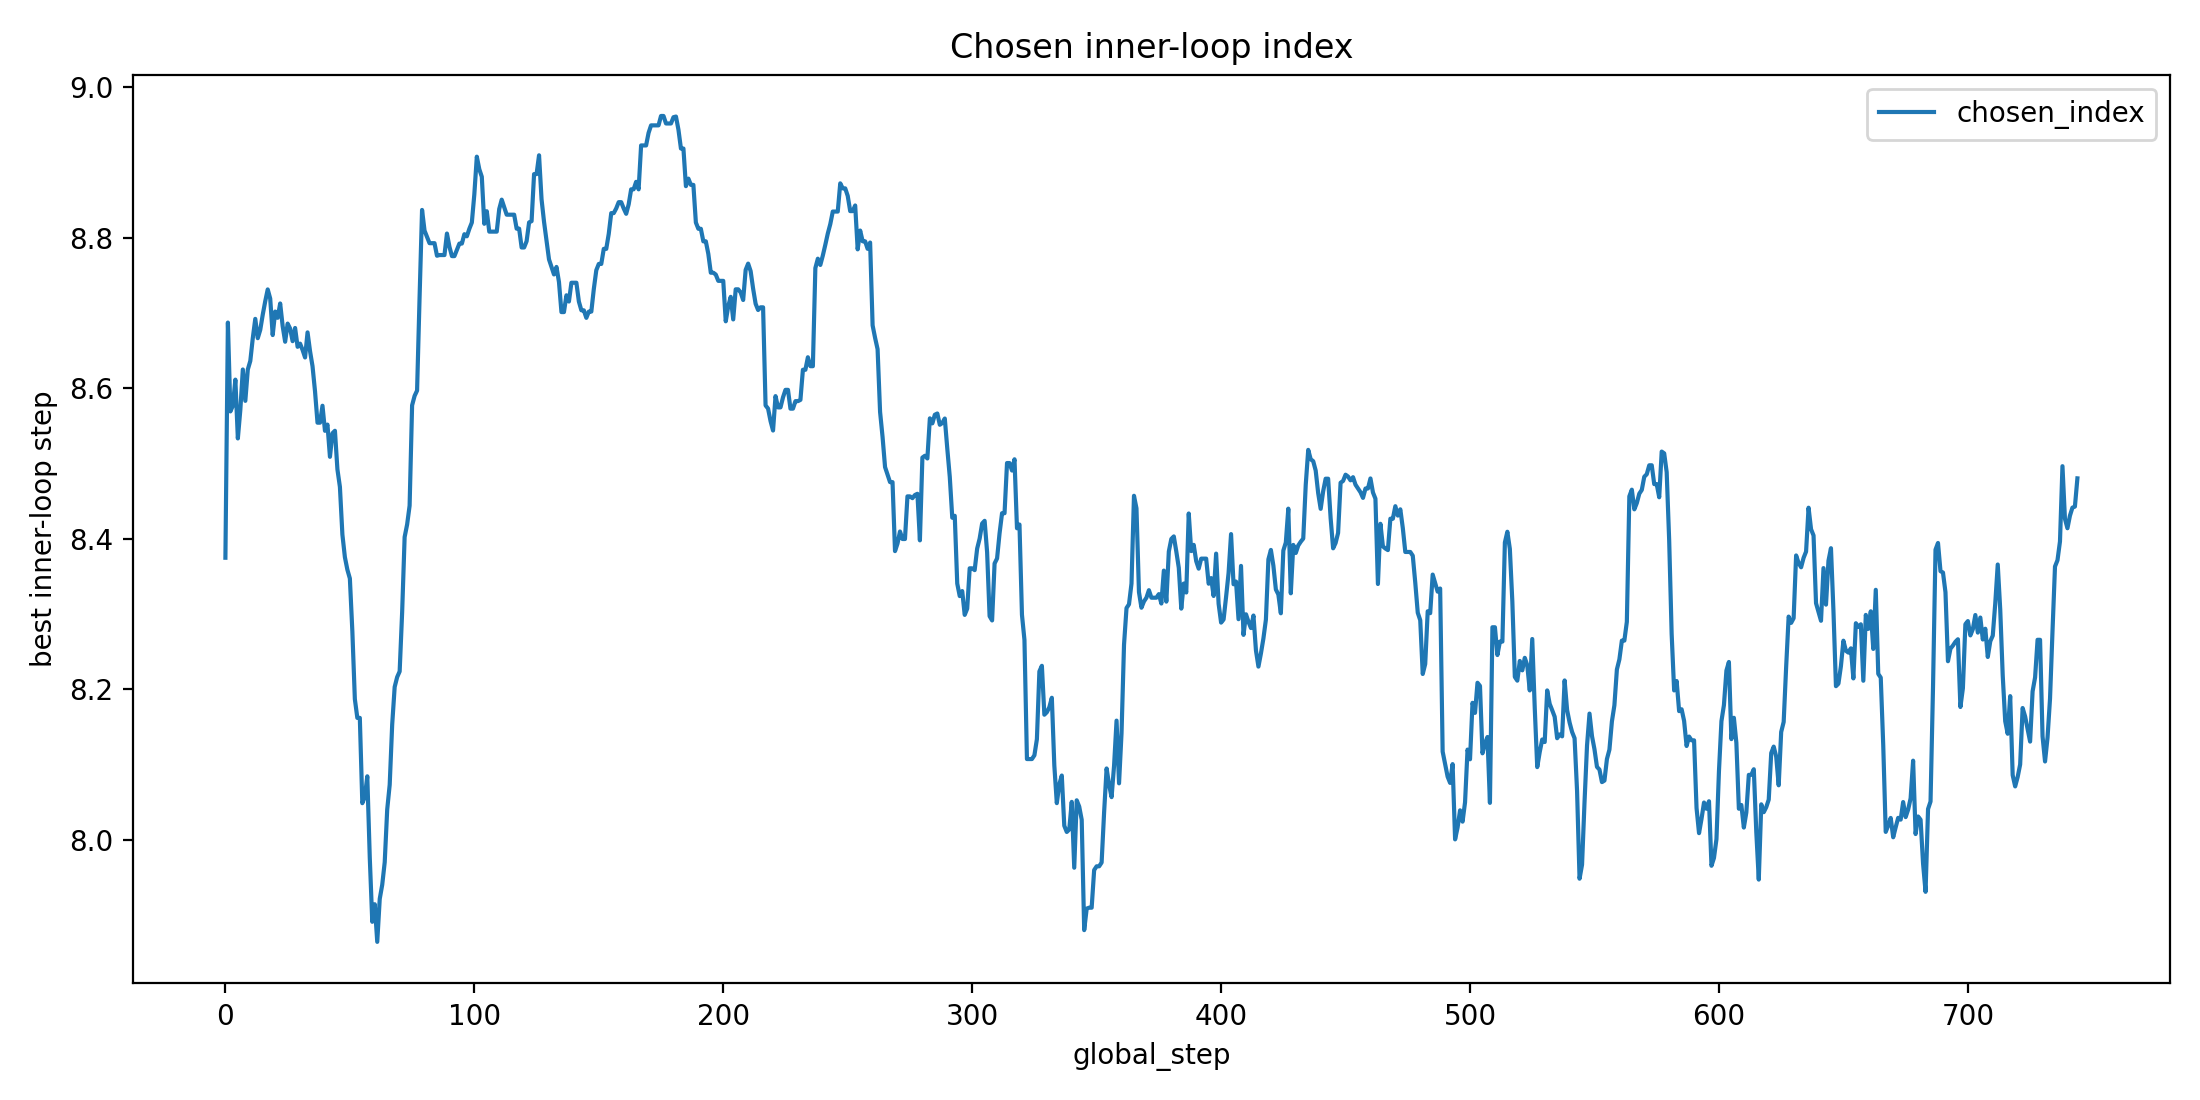 Chosen inner-loop index
chosen_index
9.0
8.8
8.6
8.4
8.2
8.0
best inner-loop step
0 100 200 300 400 500 600 700
global_step